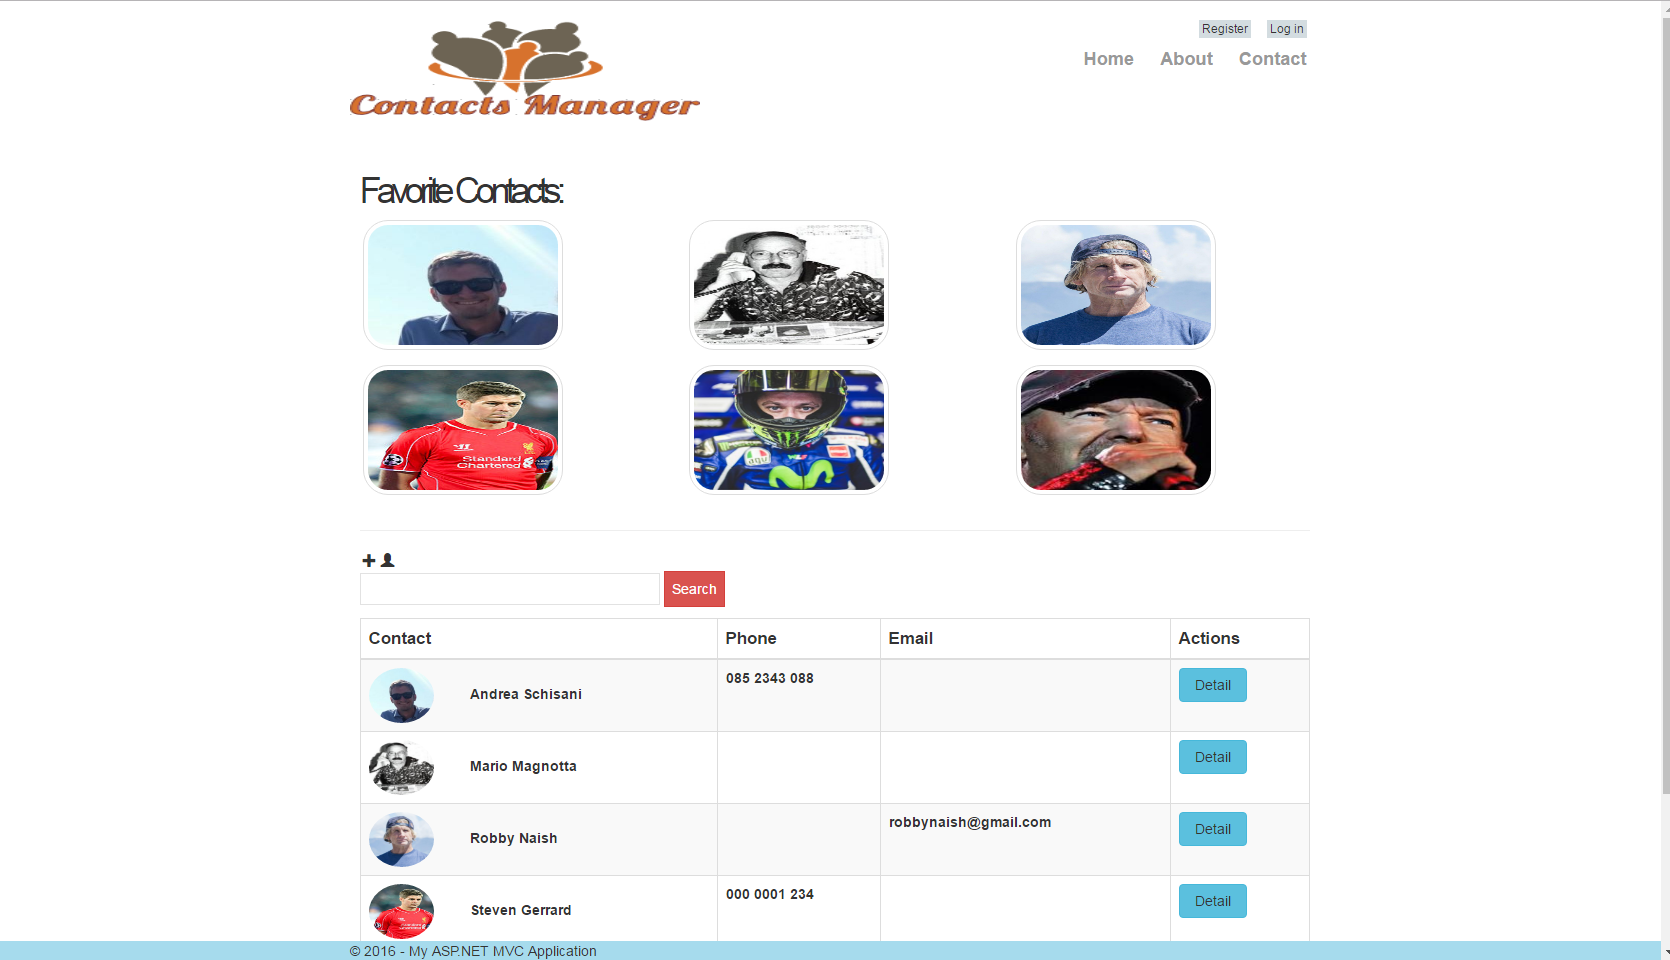 Register Log in
Contacts Manager
Home About Contact
Favorite Contacts:
Standard
Chartered
agv
Search
Contact Phone Email Actions
Andrea Schisani 085 2343 088 Detail
Mario Magnotta Detail
Robby Naish robbynaish@gmail.com Detail
Steven Gerrard 000 0001 234 Detail
© 2016 - My ASP.NET MVC Application